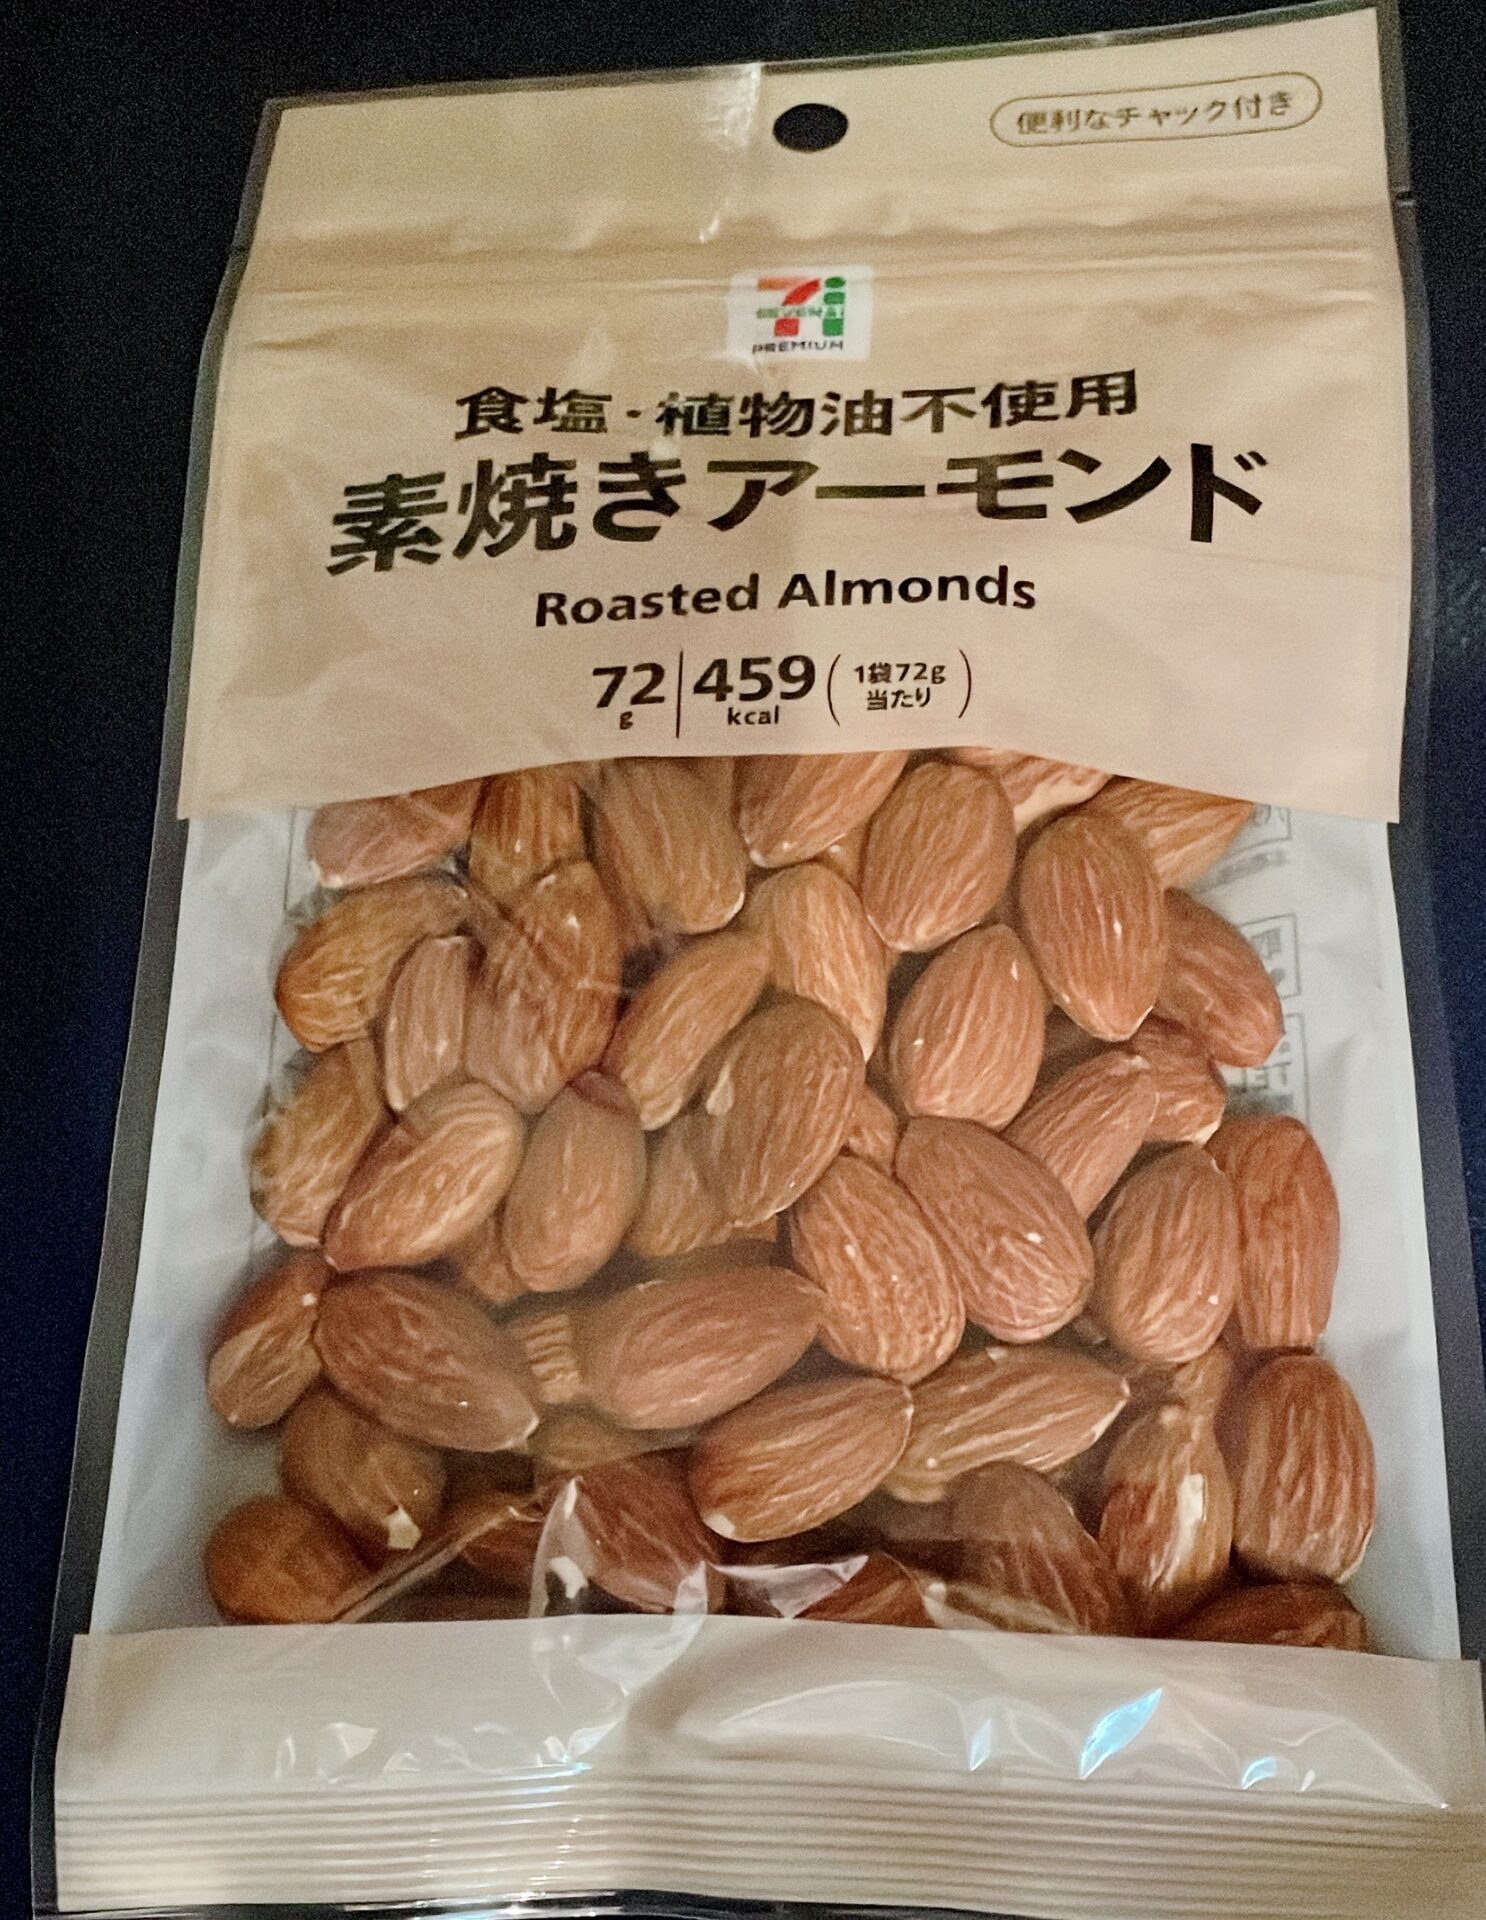 便利なチャック付き
SEVEN&i
PREMIUM
食塩・植物油不使用
素焼きアーモンド
Roasted Almonds
72g 459kcal (1袋72g当たり)